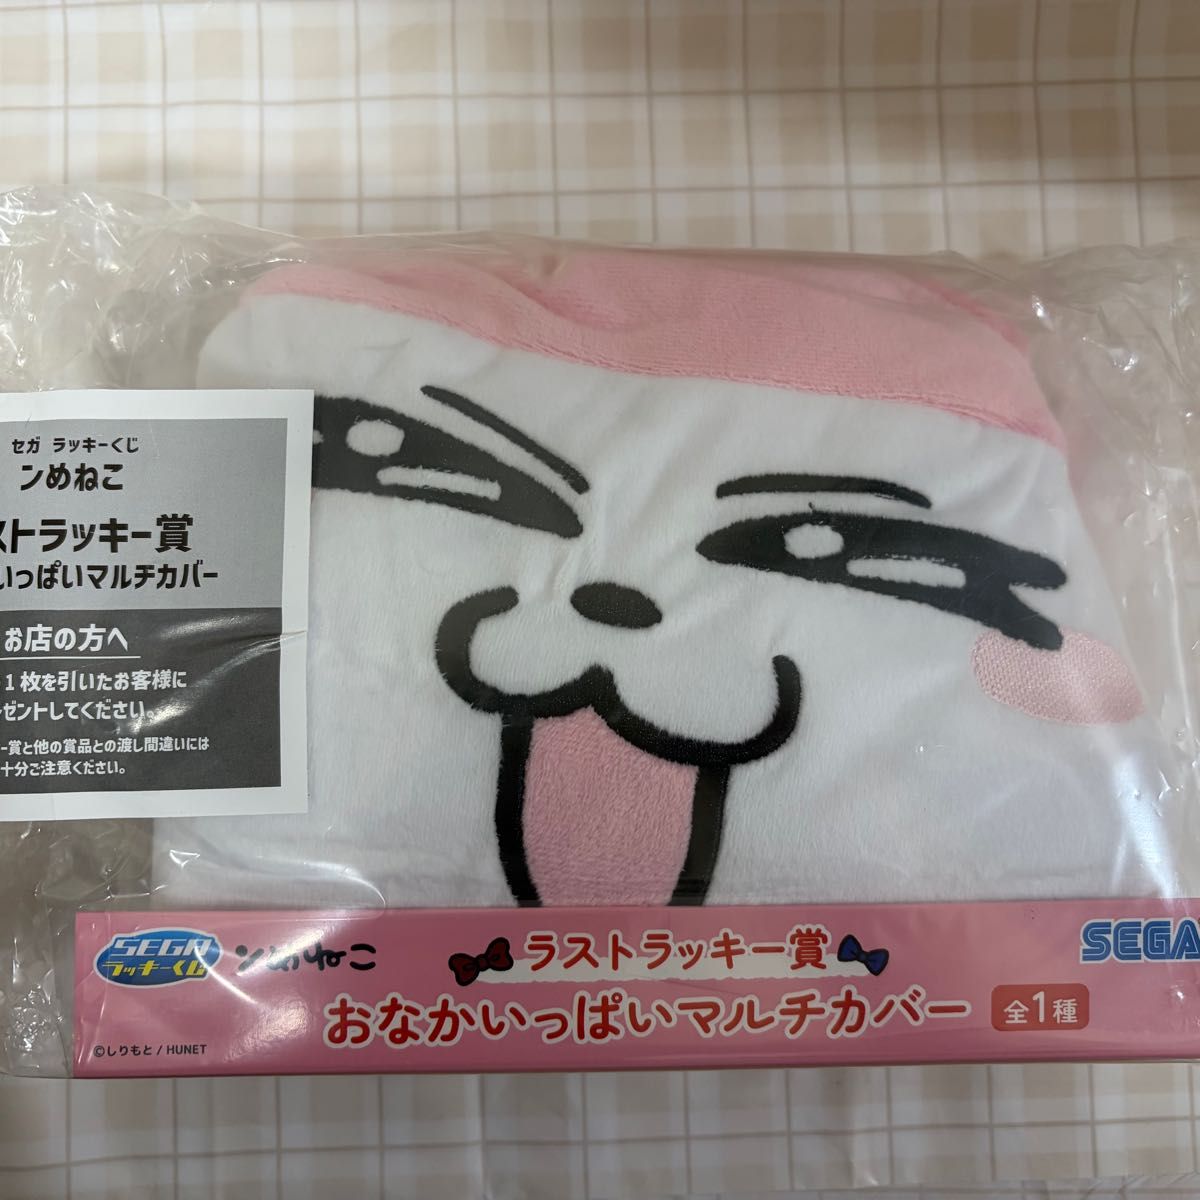 セガ ラッキーくじ
ンめねこ
ストラッキー賞
いっぱいマルチカバー
お店の方へ
1枚を引いたお客様に
ゼントしてください。
ー賞と他の賞品との渡し間違いには
十分ご注意ください。
SEGA
ラッキーくじ
ンめねこ
ラストラッキー賞
SEGA
おなかいっぱいマルチカバー
全1種
©しりもと / HUNET